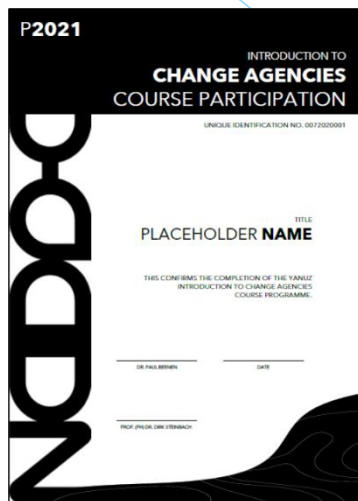 P2021
INTRODUCTION TO
CHANGE AGENCIES
COURSE PARTICIPATION
UNIQUE IDENTIFICATION NO. 0072020001
TITLE
PLACEHOLDER NAME
THIS CONFIRMS THE COMPLETION OF THE YANUZ
INTRODUCTION TO CHANGE AGENCIES
COURSE PROGRAMME.
DR. PAUL BEENEN
DATE
PROF. (PH) DR. DIRK STEINBACH